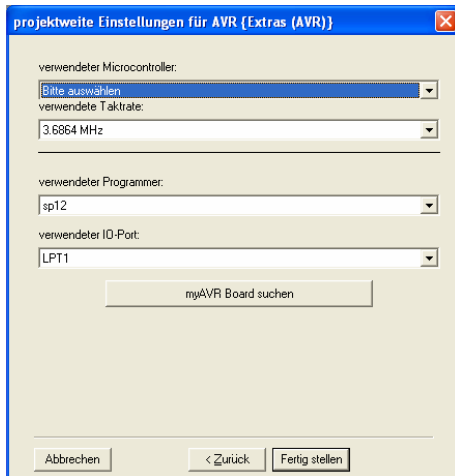 projektweite Einstellungen für AVR {Extras (AVR)}
verwendeter Microcontroller:
Bitte auswählen
verwendete Taktrate:
3.6864 MHz
verwendeter Programmer:
sp12
verwendeter IO-Port:
LPT1
myAVR Board suchen
Abbrechen
< Zurück
Fertig stellen